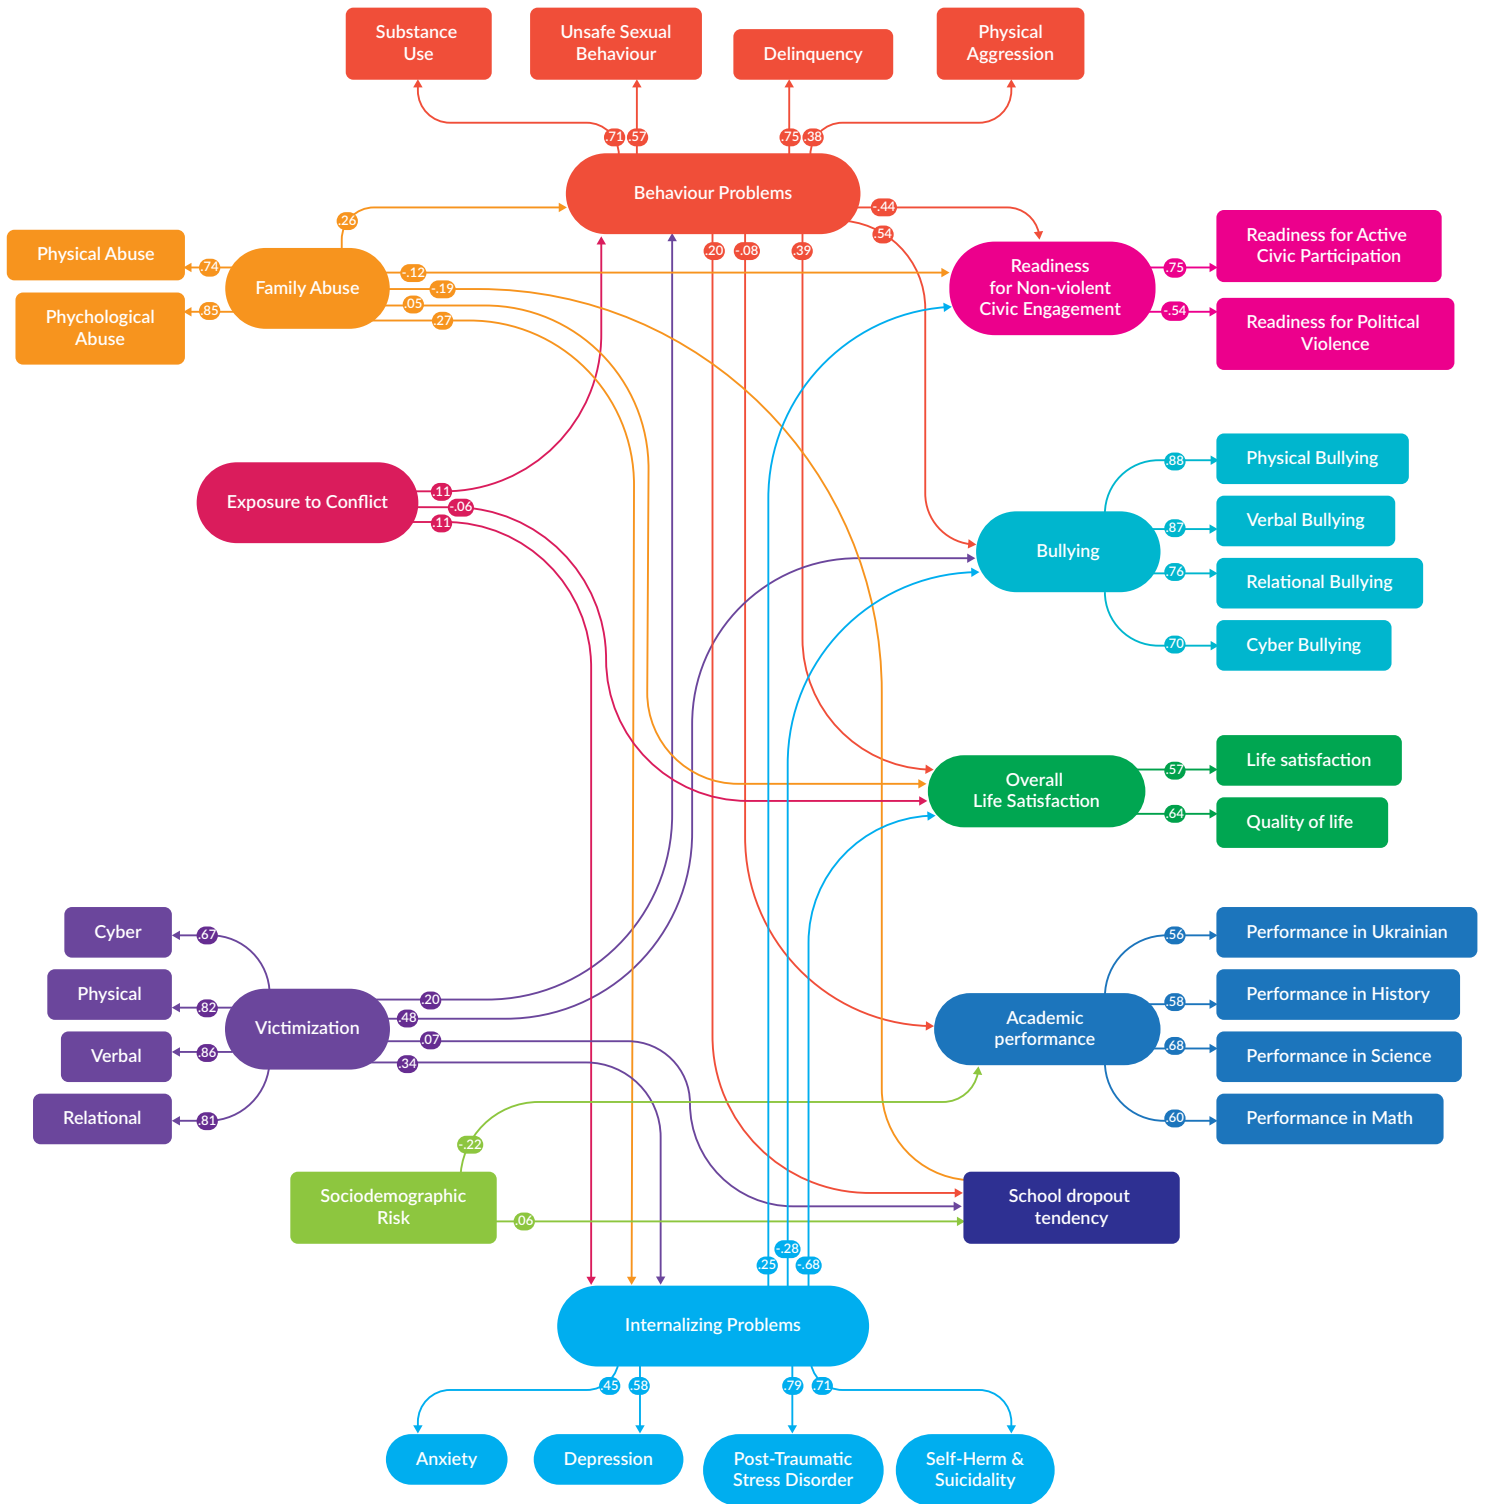 Substance
Use
Unsafe Sexual
Behaviour
Delinquency
Physical
Aggression
.71
.57
.75
.38
Behaviour Problems
.26
-.44
.54
.20
-.08
.39
Physical Abuse
Phychological
Abuse
.74
.85
Family Abuse
-.12
-.19
.05
.27
Readiness
for Non-violent
Civic Engagement
.75
-.54
Readiness for Active
Civic Participation
Readiness for Political
Violence
Exposure to Conflict
.11
-.06
.11
Bullying
.88
.87
.76
.70
Physical Bullying
Verbal Bullying
Relational Bullying
Cyber Bullying
Overall
Life Satisfaction
.57
.64
Life satisfaction
Quality of life
Cyber
Physical
Verbal
Relational
.67
.82
.86
.81
Victimization
.20
.48
.07
.34
Academic
performance
.56
.58
.68
.60
Performance in Ukrainian
Performance in History
Performance in Science
Performance in Math
-.22
Sociodemographic
Risk
.06
School dropout
tendency
.25
-.28
-.68
Internalizing Problems
.45
.58
.79
.71
Anxiety
Depression
Post-Traumatic
Stress Disorder
Self-Herm &
Suicidality